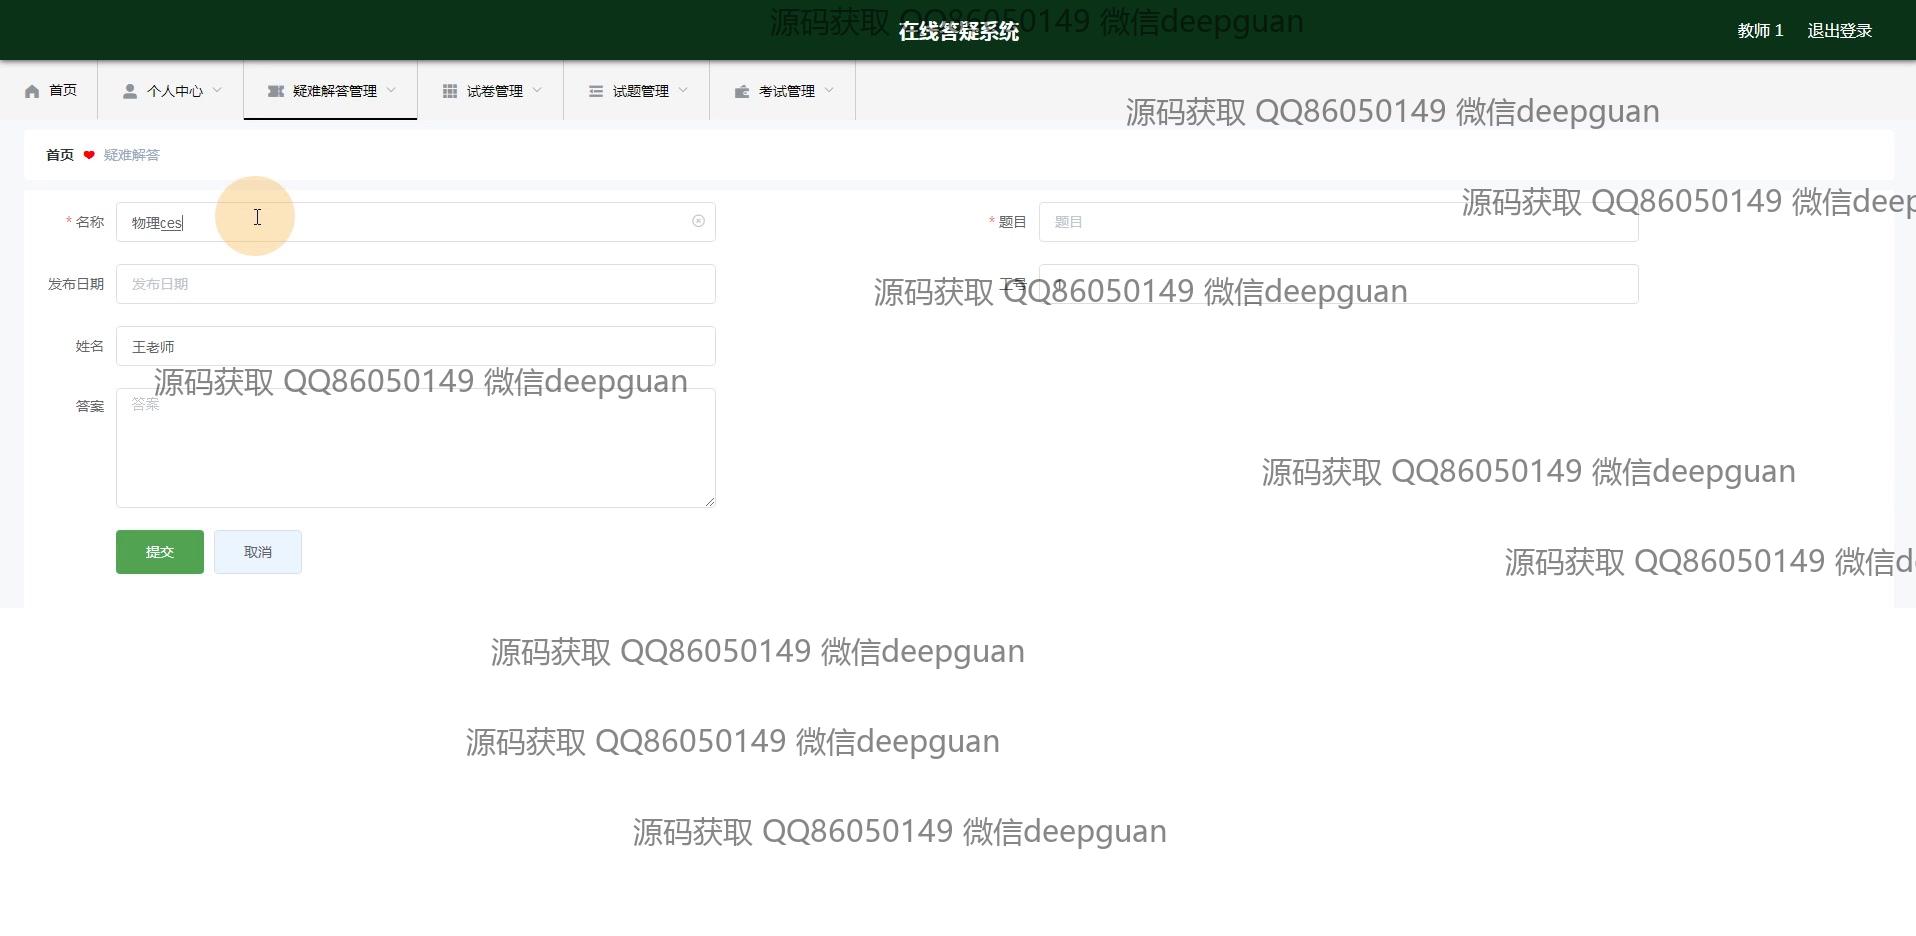 源码获取 QQ86050149 微信deepguan
在线答疑系统
教师 1 退出登录
首页 个人中心 疑难解答管理 试卷管理 试题管理 考试管理
源码获取 QQ86050149 微信deepguan
首页 疑难解答
源码获取 QQ86050149 微信deep
* 名称 物理ces * 题目 题目
发布日期 发布日期 工号 1
源码获取 QQ86050149 微信deepguan
姓名 王老师
源码获取 QQ86050149 微信deepguan
答案 答案
源码获取 QQ86050149 微信deepguan
提交 取消
源码获取 QQ86050149 微信d
源码获取 QQ86050149 微信deepguan
源码获取 QQ86050149 微信deepguan
源码获取 QQ86050149 微信deepguan